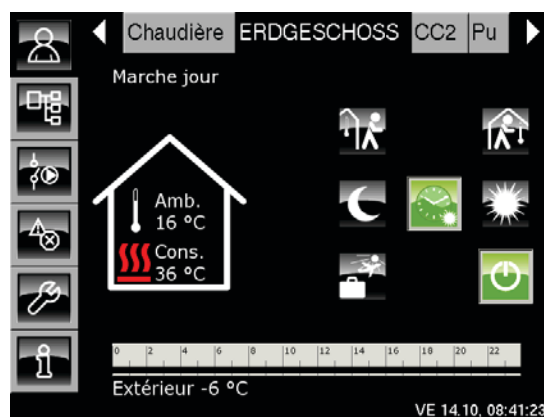 Chaudière ERDGESCHOSS CC2 Pu
Marche jour
Amb.
16 °C
Cons.
36 °C
0 2 4 6 8 10 12 14 16 18 20 22
Extérieur -6 °C
VE 14.10, 08:41:23